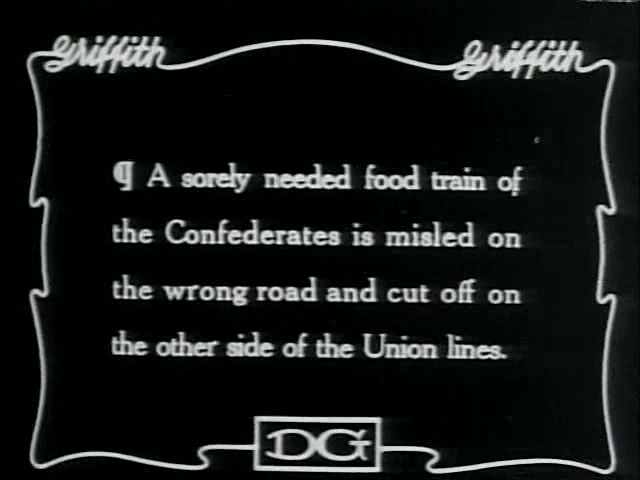 Griffith Griffith
¶ A sorely needed food train of
the Confederates is misled on
the wrong road and cut off on
the other side of the Union lines.
DG